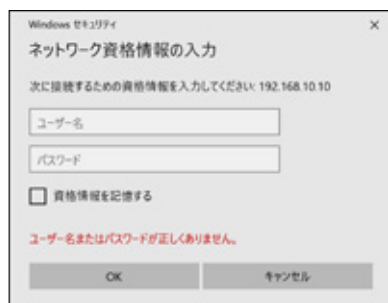 Windows セキュリティ
ネットワーク資格情報の入力
次に接続するための資格情報を入力してください: 192.168.10.10
ユーザー名
パスワード
資格情報を記憶する
ユーザー名またはパスワードが正しくありません。
OK
キャンセル